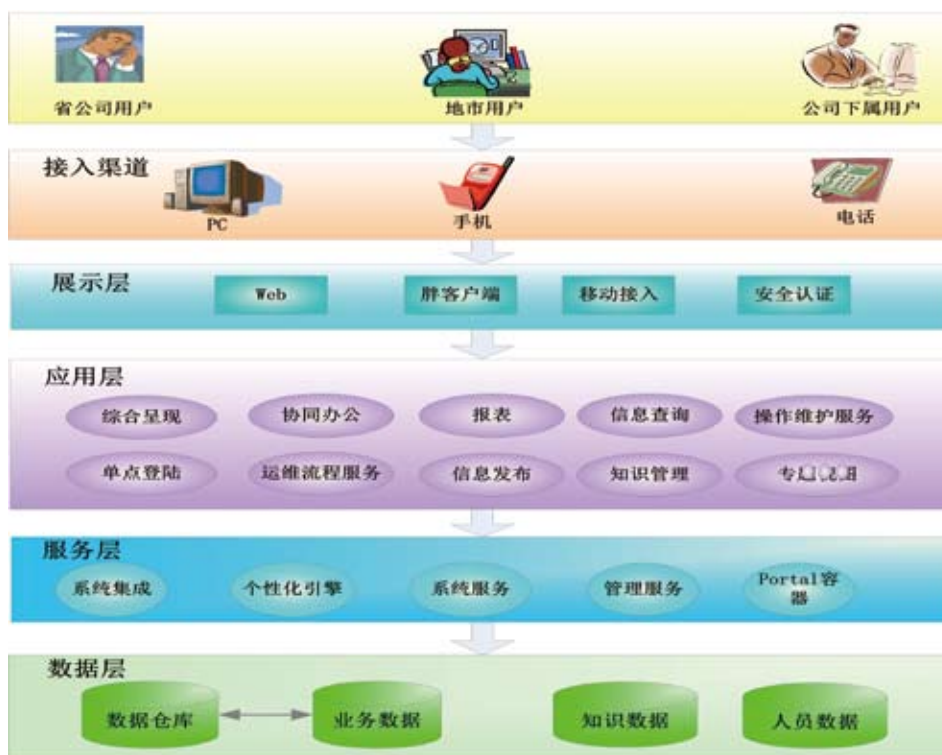 省公司用户
地市用户
公司下属用户
接入渠道
PC
手机
电话
展示层
Web
胖客户端
移动接入
安全认证
应用层
综合呈现
协同办公
报表
信息查询
操作维护服务
单点登陆
运维流程服务
信息发布
知识管理
服务层
系统集成
个性化引擎
系统服务
管理服务
Portal容
器
数据层
数据仓库
业务数据
知识数据
人员数据